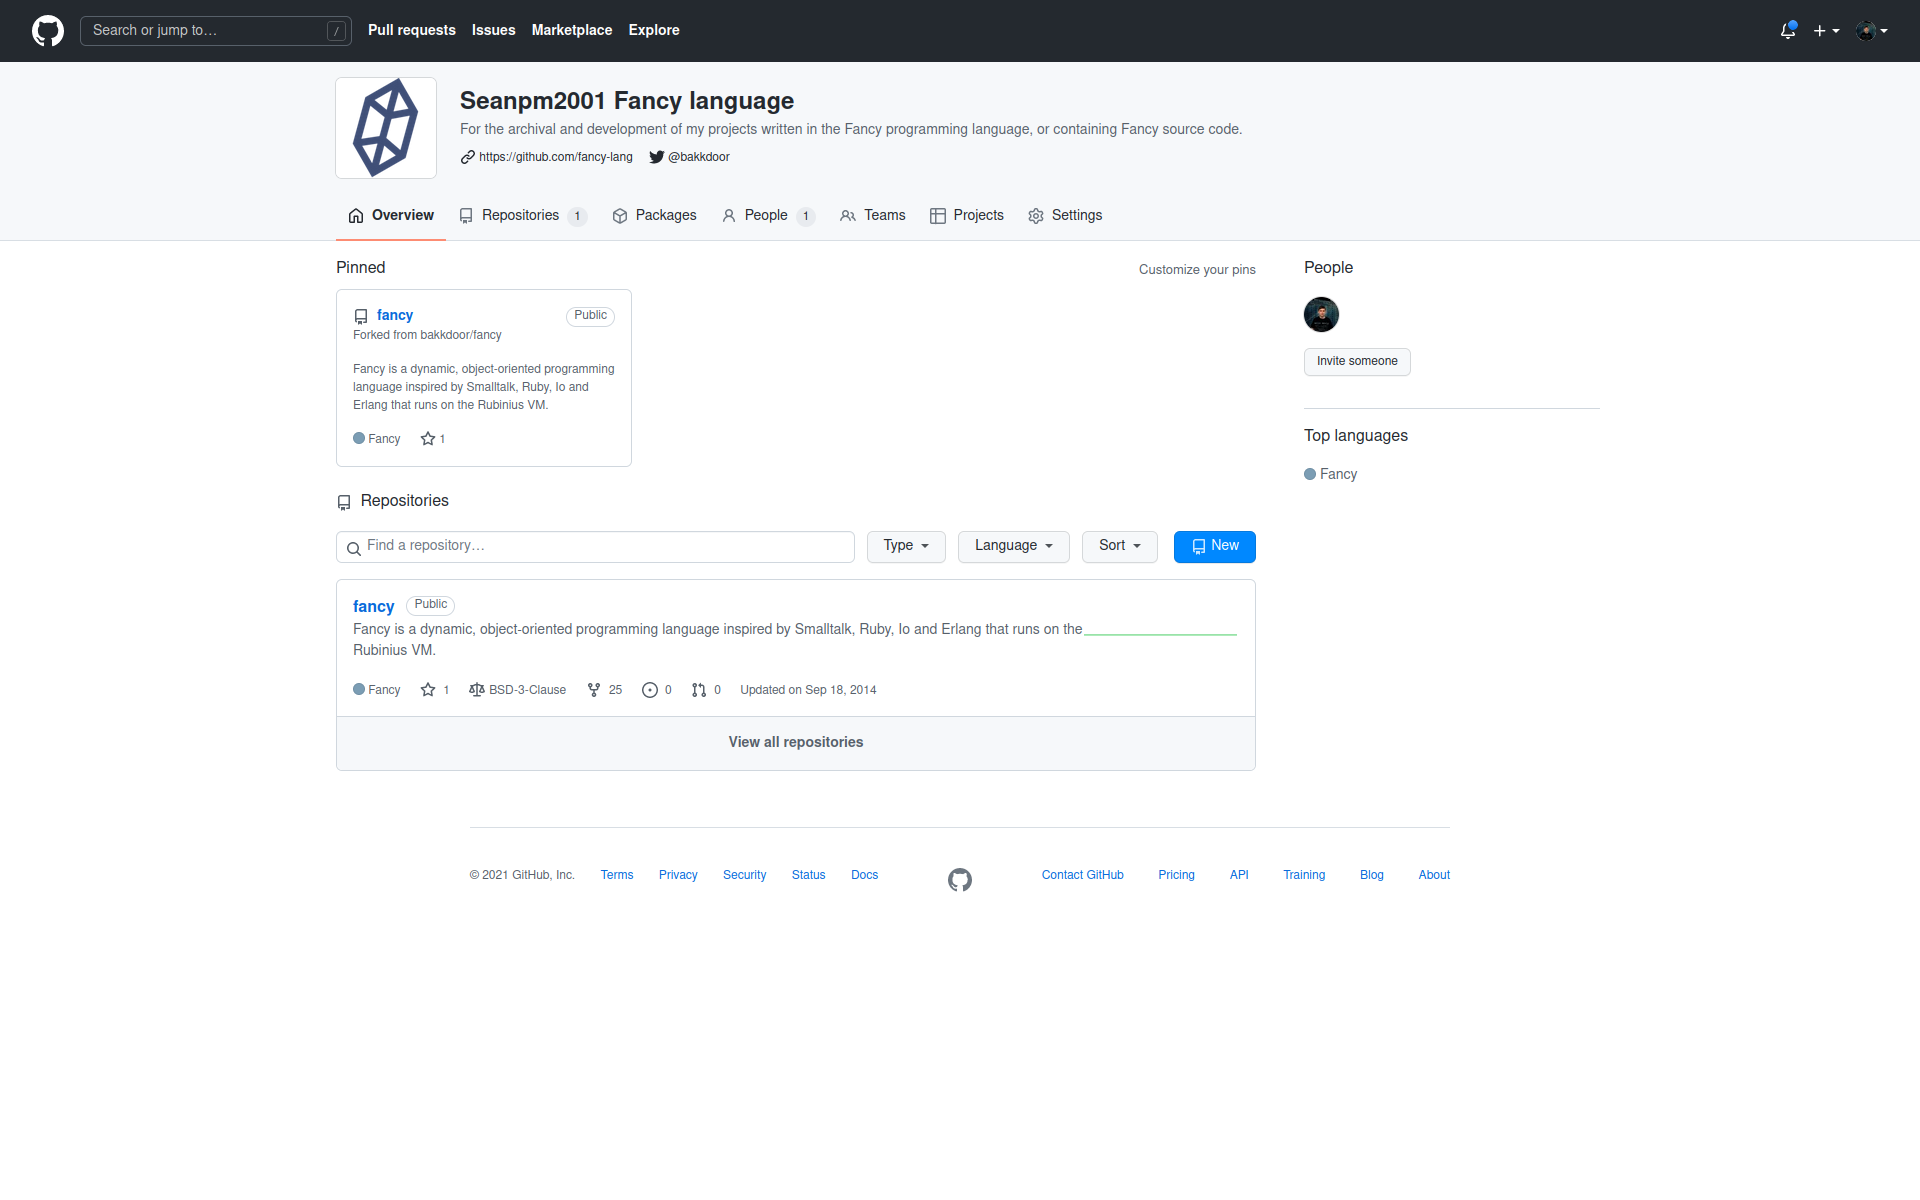 Search or jump to… /
Pull requests Issues Marketplace Explore
Seanpm2001 Fancy language
For the archival and development of my projects written in the Fancy programming language, or containing Fancy source code.
https://github.com/fancy-lang @bakkdoor
Overview Repositories 1 Packages People 1 Teams Projects Settings
Pinned
Customize your pins
fancy Public
Forked from bakkdoor/fancy
Fancy is a dynamic, object-oriented programming
language inspired by Smalltalk, Ruby, Io and
Erlang that runs on the Rubinius VM.
Fancy 1
Repositories
Find a repository…
Type Language Sort New
fancy Public
Fancy is a dynamic, object-oriented programming language inspired by Smalltalk, Ruby, Io and Erlang that runs on the
Rubinius VM.
Fancy 1 BSD-3-Clause 25 0 0 Updated on Sep 18, 2014
View all repositories
People
Invite someone
Top languages
Fancy
© 2021 GitHub, Inc. Terms Privacy Security Status Docs Contact GitHub Pricing API Training Blog About